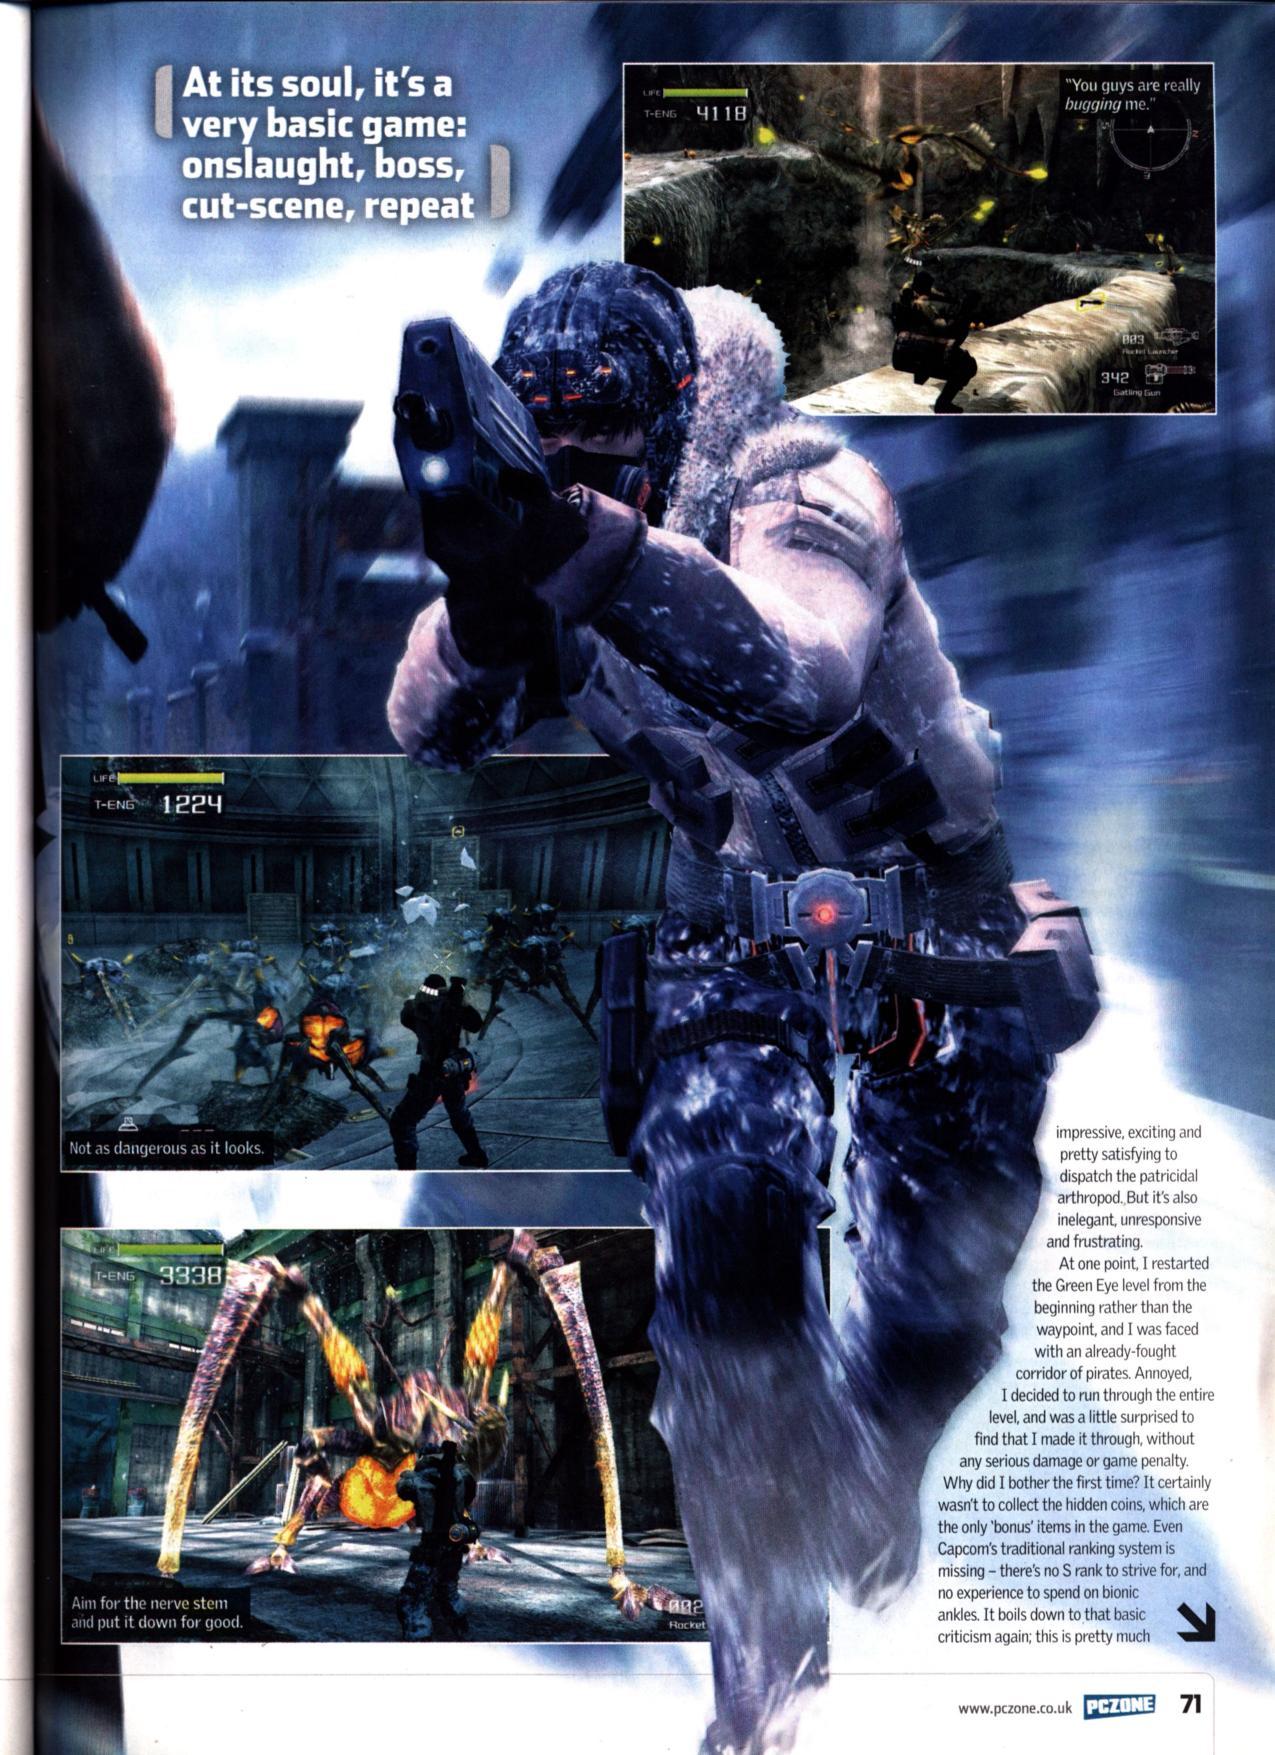 At its soul, it's a
very basic game:
onslaught, boss,
cut-scene, repeat
LIFE
T-ENG 4118
"You guys are really
bugging me."
003
Rocket Launcher
342
Gatling Gun
LIFE
T-ENG 1224
Not as dangerous as it looks.
LIFE
T-ENG 3338
Aim for the nerve stem
and put it down for good.
002
Rocket
impressive, exciting and
pretty satisfying to
dispatch the patricidal
arthropod. But it's also
inelegant, unresponsive
and frustrating.
At one point, I restarted
the Green Eye level from the
beginning rather than the
waypoint, and I was faced
with an already-fought
corridor of pirates. Annoyed,
I decided to run through the entire
level, and was a little surprised to
find that I made it through, without
any serious damage or game penalty.
Why did I bother the first time? It certainly
wasn't to collect the hidden coins, which are
the only 'bonus' items in the game. Even
Capcom's traditional ranking system is
missing – there's no S rank to strive for, and
no experience to spend on bionic
ankles. It boils down to that basic
criticism again; this is pretty much
www.pczone.co.uk PCZONE 71